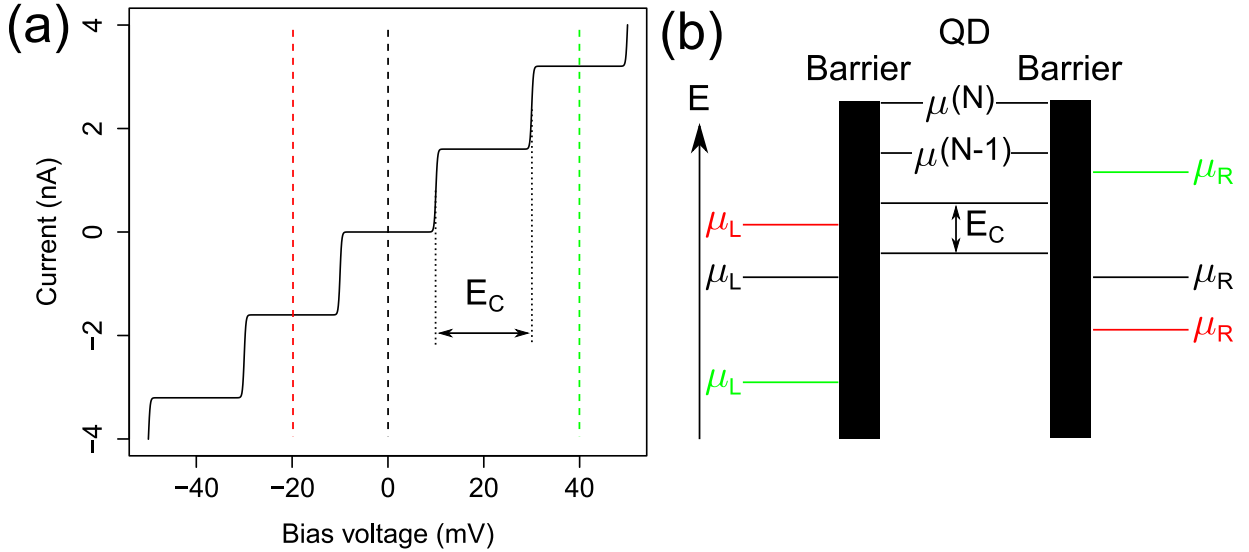 (a)
4
2
0
−2
−4
Current (nA)
E_C
−40 −20 0 20 40
Bias voltage (mV)
(b)
QD
Barrier Barrier
E
μ(N)
μ(N-1)
μ_R
μ_L
E_C
μ_L μ_R
μ_R
μ_L